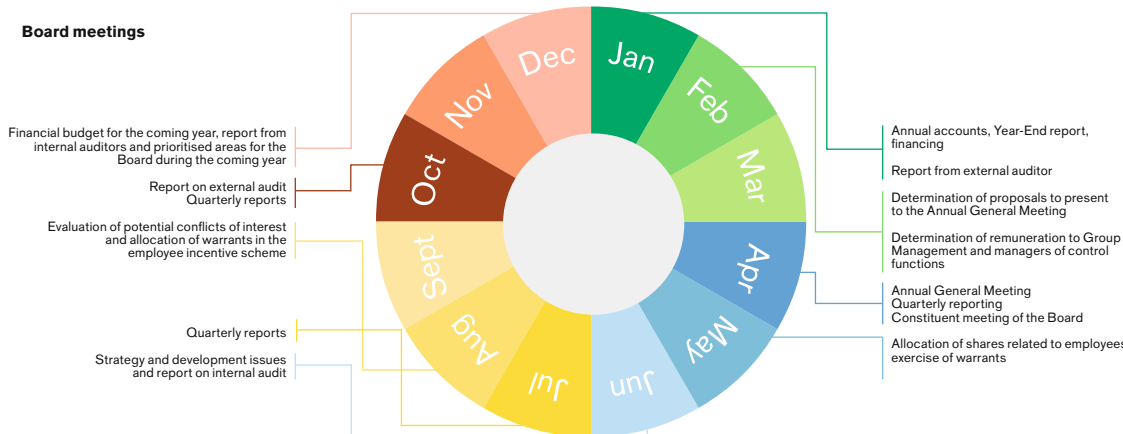 Board meetings
Financial budget for the coming year, report from
internal auditors and prioritised areas for the
Board during the coming year
Report on external audit
Quarterly reports
Evaluation of potential conflicts of interest
and allocation of warrants in the
employee incentive scheme
Quarterly reports
Strategy and development issues
and report on internal audit
Jan
Feb
Mar
Apr
May
Jun
Jul
Aug
Sept
Oct
Nov
Dec
Annual accounts, Year-End report,
financing
Report from external auditor
Determination of proposals to present
to the Annual General Meeting
Determination of remuneration to Group
Management and managers of control
functions
Annual General Meeting
Quarterly reporting
Constituent meeting of the Board
Allocation of shares related to employees
exercise of warrants